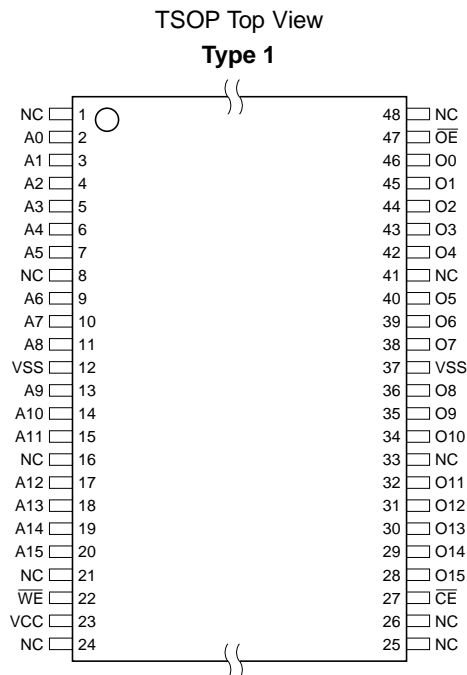 TSOP Top View
Type 1
NC 1 48 NC
A0 2 47 O̅E̅
A1 3 46 O0
A2 4 45 O1
A3 5 44 O2
A4 6 43 O3
A5 7 42 O4
NC 8 41 NC
A6 9 40 O5
A7 10 39 O6
A8 11 38 O7
VSS 12 37 VSS
A9 13 36 O8
A10 14 35 O9
A11 15 34 O10
NC 16 33 NC
A12 17 32 O11
A13 18 31 O12
A14 19 30 O13
A15 20 29 O14
NC 21 28 O15
W̅E̅ 22 27 C̅E̅
VCC 23 26 NC
NC 24 25 NC